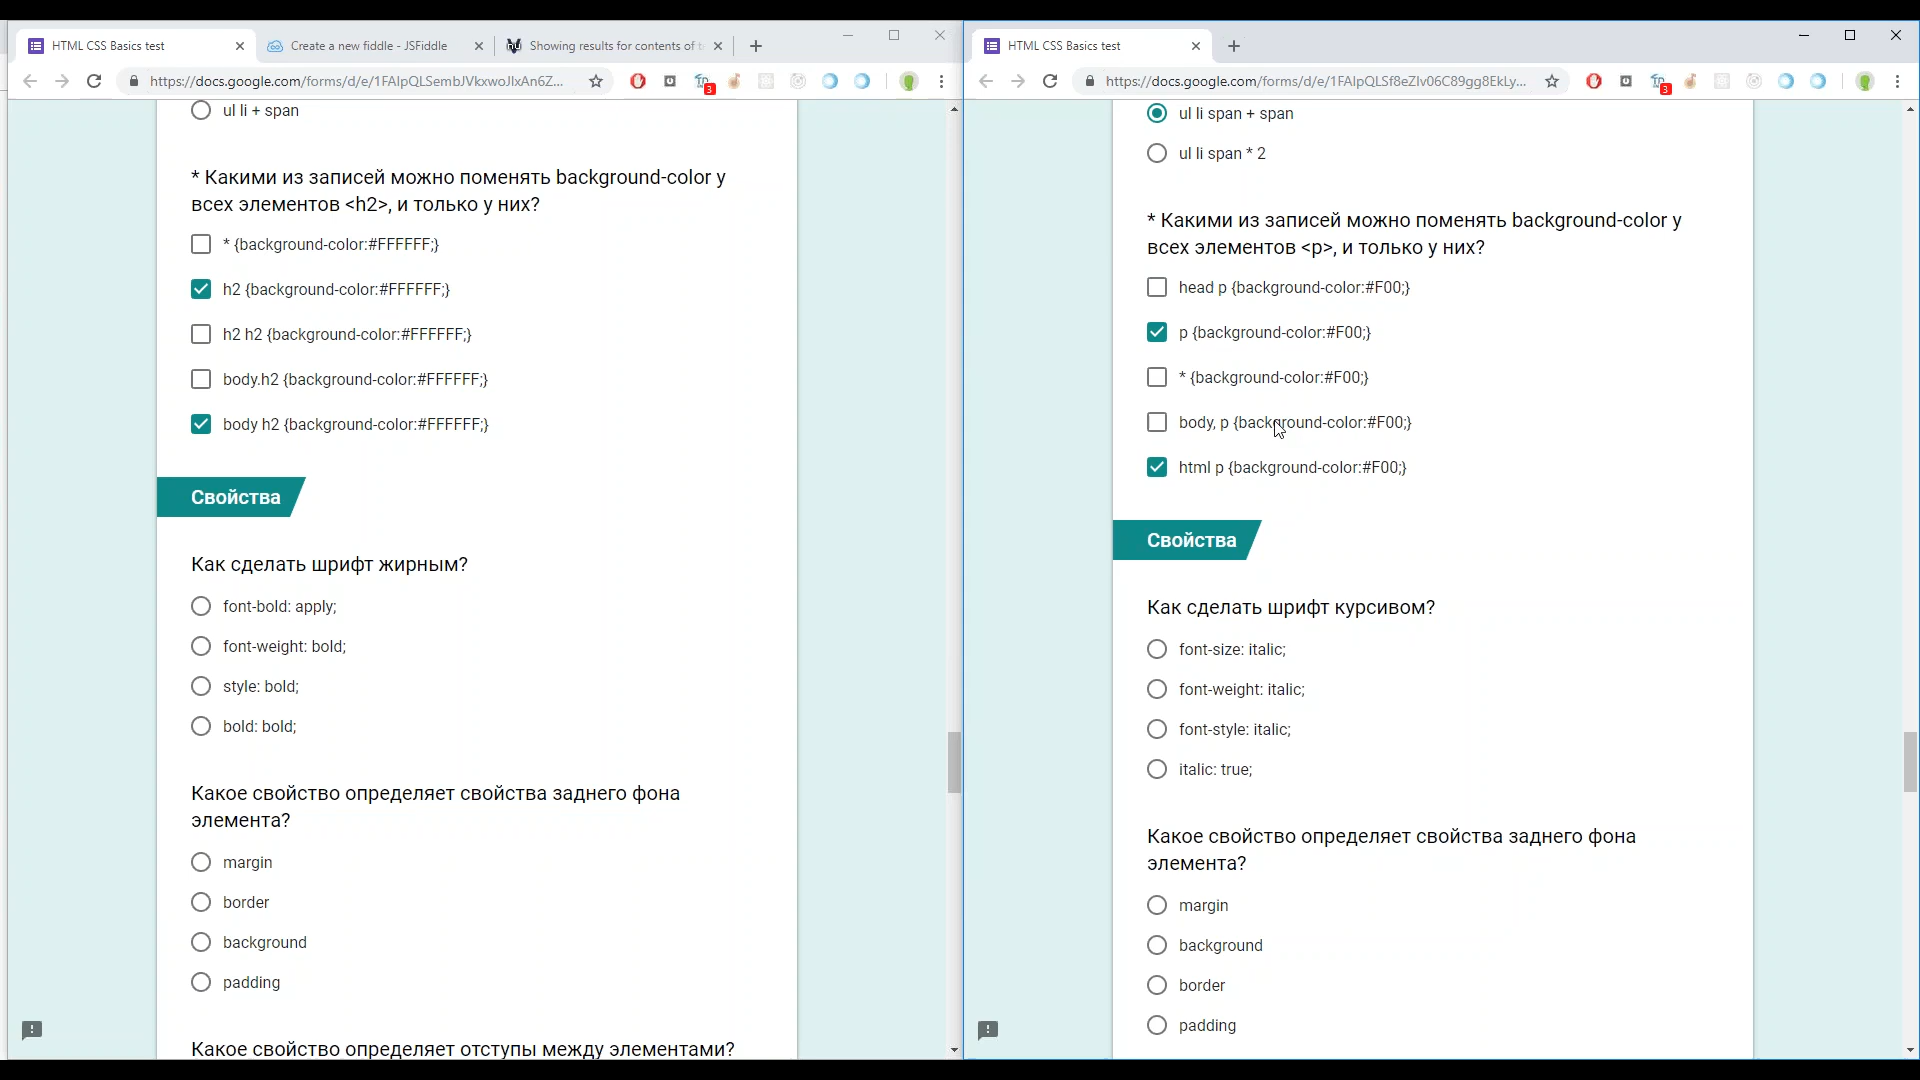 HTML CSS Basics test
Create a new fiddle - JSFiddle
Showing results for contents of
https://docs.google.com/forms/d/e/1FAIpQLSembJVkxwoJlxAn6Z...
3
ul li + span
* Какими из записей можно поменять background-color у
всех элементов <h2>, и только у них?
* {background-color:#FFFFFF;}
h2 {background-color:#FFFFFF;}
h2 h2 {background-color:#FFFFFF;}
body.h2 {background-color:#FFFFFF;}
body h2 {background-color:#FFFFFF;}
Свойства
Как сделать шрифт жирным?
font-bold: apply;
font-weight: bold;
style: bold;
bold: bold;
Какое свойство определяет свойства заднего фона
элемента?
margin
border
background
padding
Какое свойство определяет отступы между элементами?
HTML CSS Basics test
https://docs.google.com/forms/d/e/1FAIpQLSf8eZlv06C89gg8EkLy...
3
ul li span + span
ul li span * 2
* Какими из записей можно поменять background-color у
всех элементов <p>, и только у них?
head p {background-color:#F00;}
p {background-color:#F00;}
* {background-color:#F00;}
body, p {background-color:#F00;}
html p {background-color:#F00;}
Свойства
Как сделать шрифт курсивом?
font-size: italic;
font-weight: italic;
font-style: italic;
italic: true;
Какое свойство определяет свойства заднего фона
элемента?
margin
background
border
padding